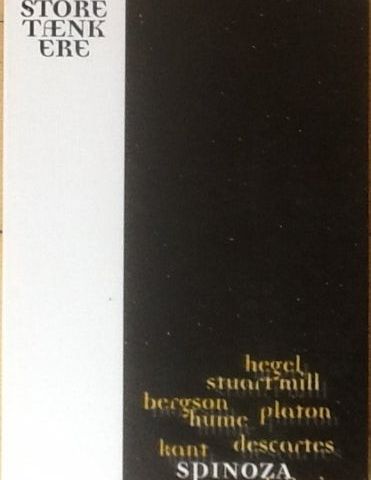 STORE
TÆNK
ERE
hegel
stuart mill
bergson
hume
platon
kant
descartes
SPINOZA